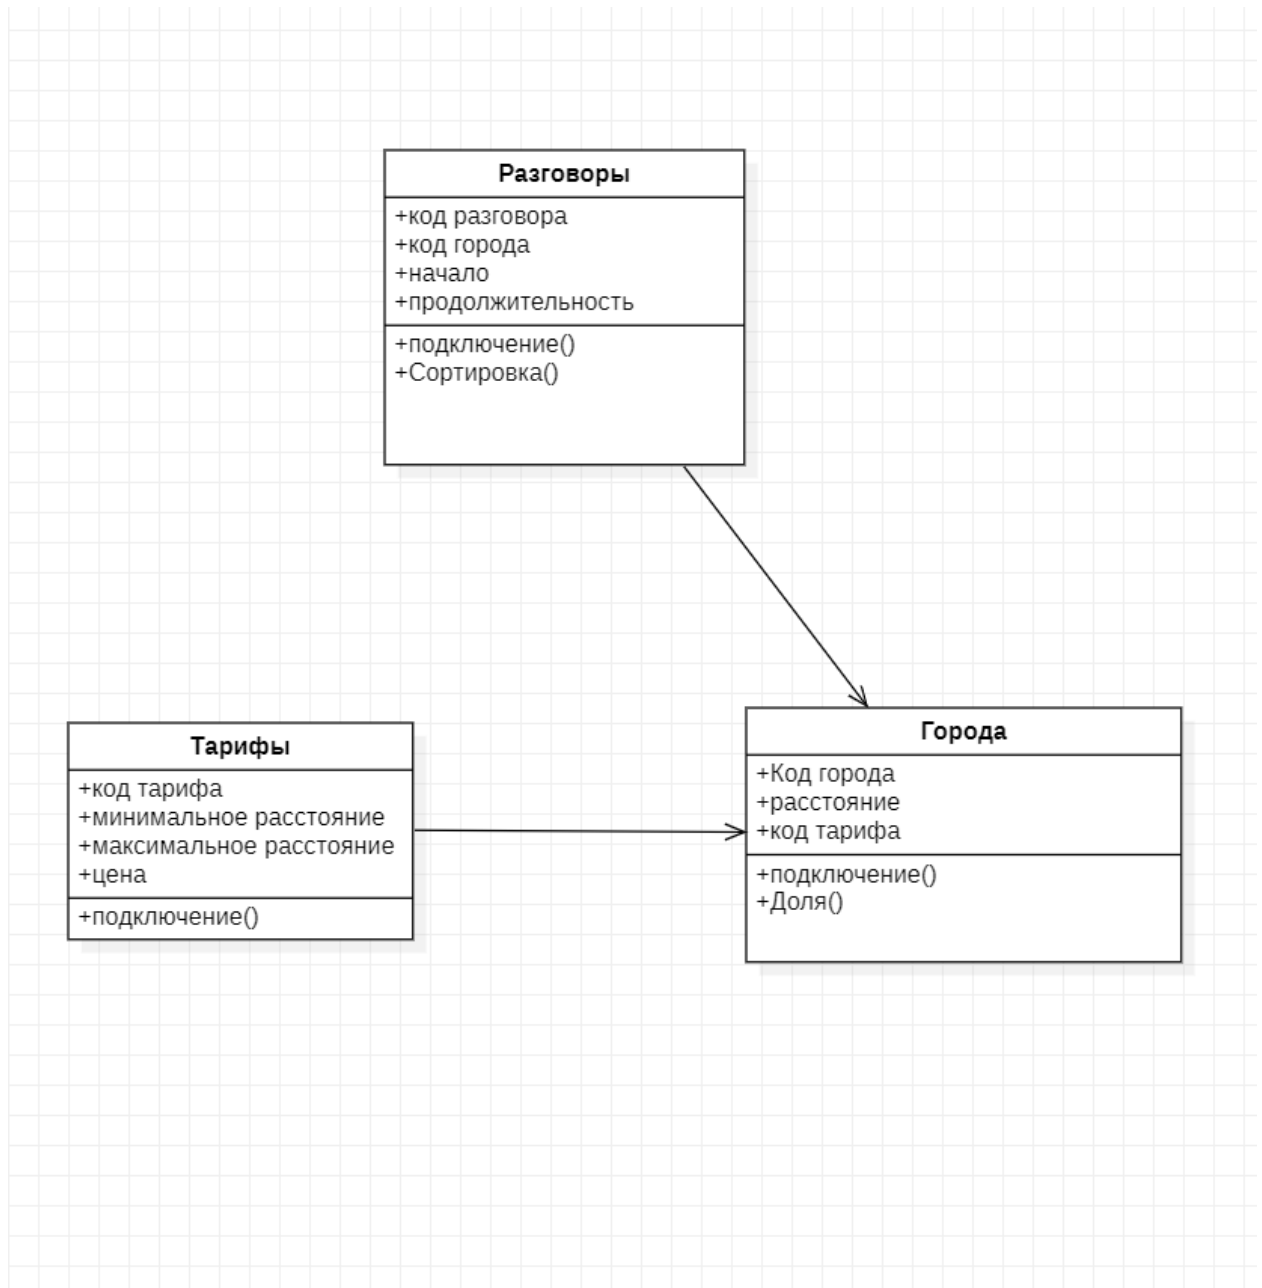 Разговоры
+код разговора
+код города
+начало
+продолжительность
+подключение()
+Сортировка()
Тарифы
+код тарифа
+минимальное расстояние
+максимальное расстояние
+цена
+подключение()
Города
+Код города
+расстояние
+код тарифа
+подключение()
+Доля()